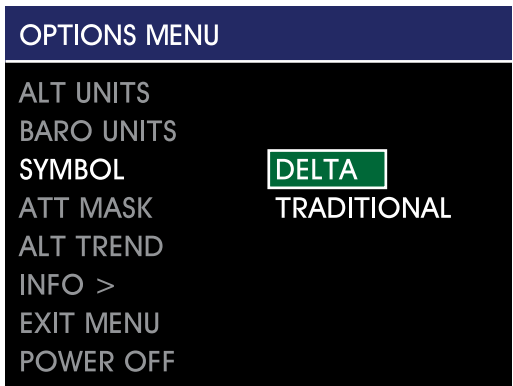 OPTIONS MENU
ALT UNITS
BARO UNITS
SYMBOL DELTA
ATT MASK TRADITIONAL
ALT TREND
INFO >
EXIT MENU
POWER OFF